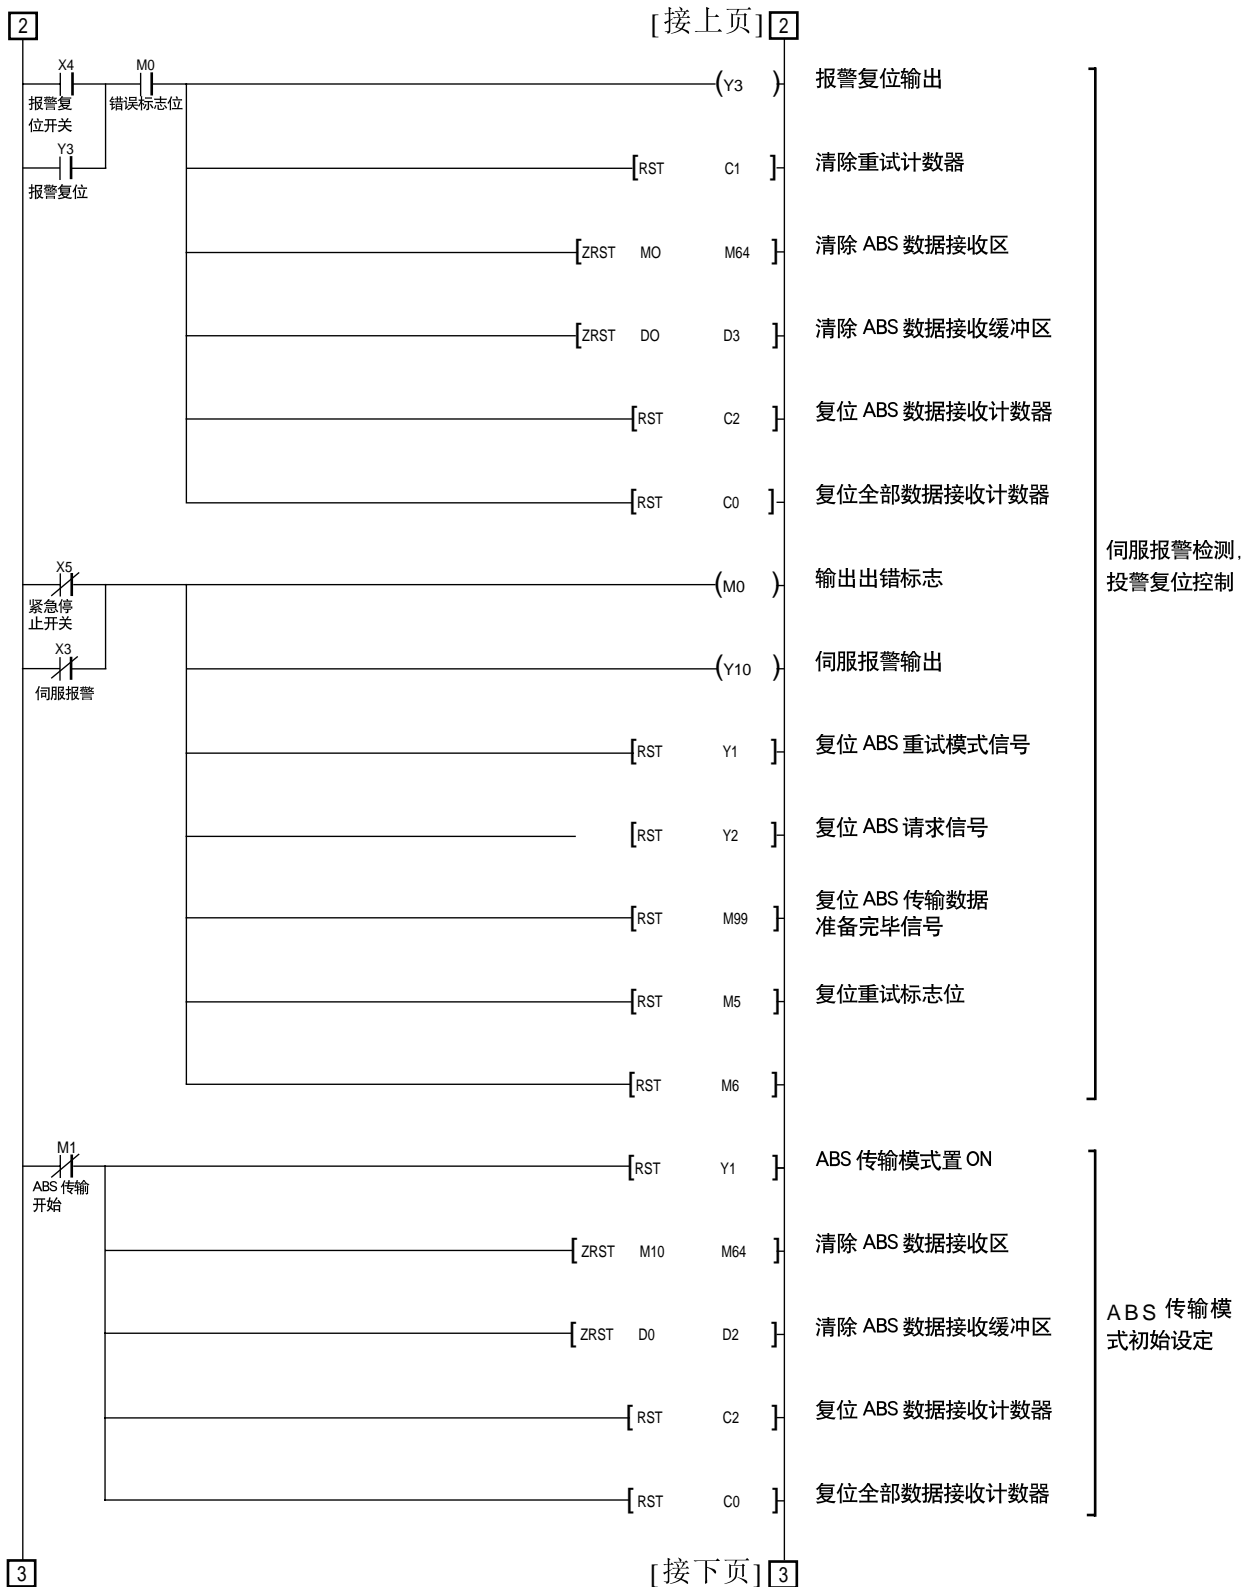 2 [接上页] 2
X4 M0 (Y3 ) 报警复位输出
报警复 错误标志位
位开关
Y3
报警复位
[RST C1 ] 清除重试计数器
[ZRST MO M64 ] 清除 ABS 数据接收区
[ZRST DO D3 ] 清除 ABS 数据接收缓冲区
[RST C2 ] 复位 ABS 数据接收计数器
[RST C0 ] 复位全部数据接收计数器
伺服报警检测,
投警复位控制
X5 (M0 ) 输出出错标志
紧急停
止开关
X3
伺服报警
(Y10 ) 伺服报警输出
[RST Y1 ] 复位 ABS 重试模式信号
[RST Y2 ] 复位 ABS 请求信号
[RST M99 ] 复位 ABS 传输数据
准备完毕信号
[RST M5 ] 复位重试标志位
[RST M6 ]
M1 [RST Y1 ] ABS 传输模式置 ON
ABS 传输
开始
[ ZRST M10 M64 ] 清除 ABS 数据接收区
[ ZRST D0 D2 ] 清除 ABS 数据接收缓冲区
ABS 传输模
式初始设定
[ RST C2 ] 复位 ABS 数据接收计数器
[ RST C0 ] 复位全部数据接收计数器
3 [接下页] 3